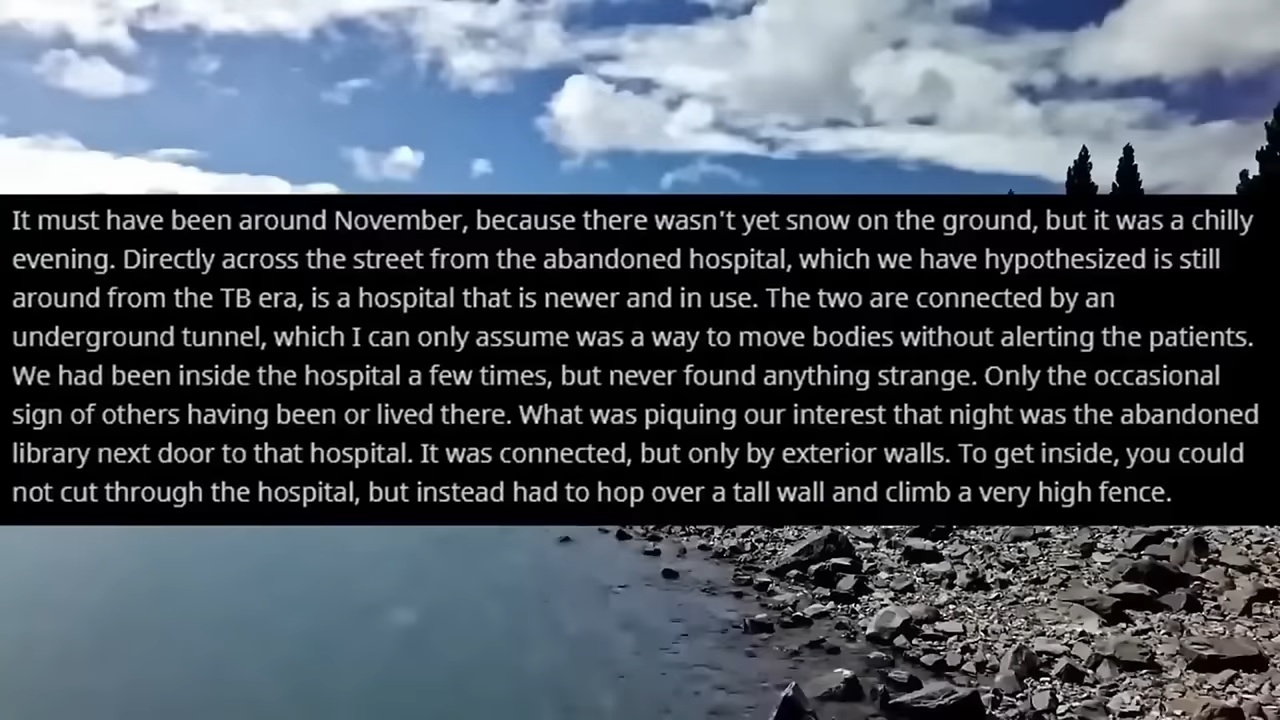 It must have been around November, because there wasn't yet snow on the ground, but it was a chilly
evening. Directly across the street from the abandoned hospital, which we have hypothesized is still
around from the TB era, is a hospital that is newer and in use. The two are connected by an
underground tunnel, which I can only assume was a way to move bodies without alerting the patients.
We had been inside the hospital a few times, but never found anything strange. Only the occasional
sign of others having been or lived there. What was piquing our interest that night was the abandoned
library next door to that hospital. It was connected, but only by exterior walls. To get inside, you could
not cut through the hospital, but instead had to hop over a tall wall and climb a very high fence.